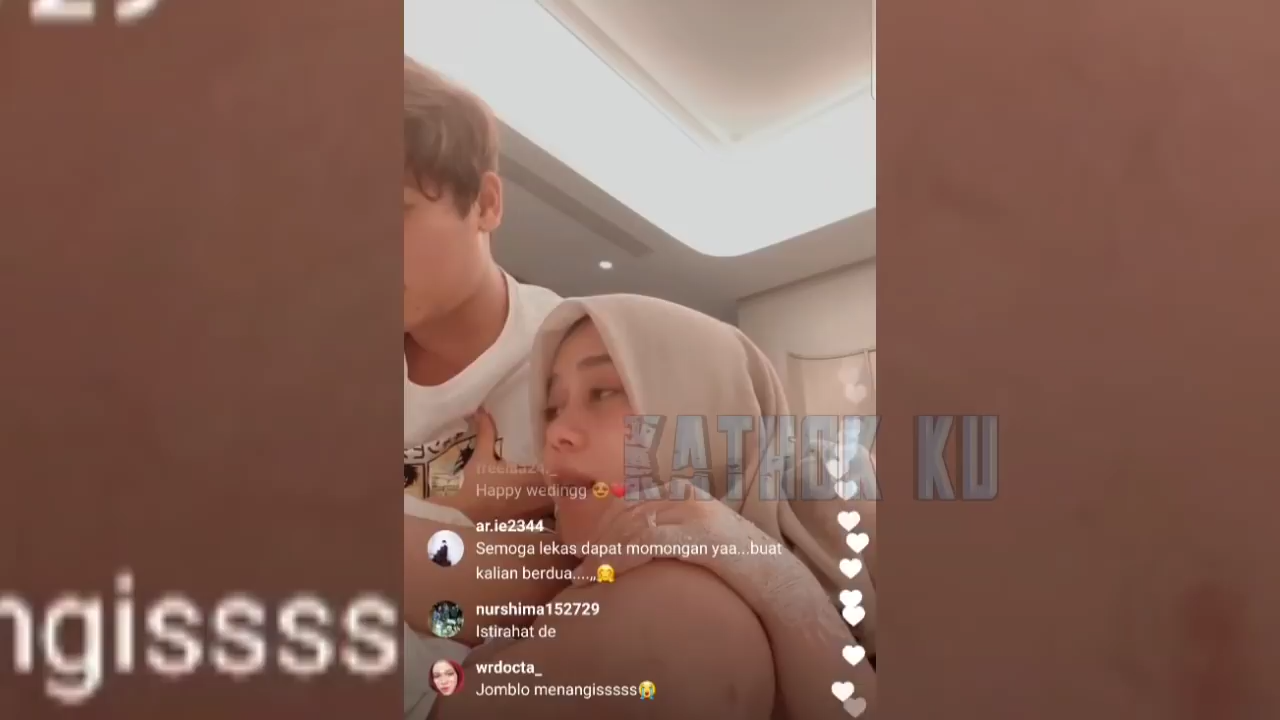 ngissss
KATHOK KU
Happy wedingg 😍❤️
ar.ie2344
Semoga lekas dapat momongan yaa...buat
kalian berdua....,,🤗
nurshima152729
Istirahat de
wrdocta_
Jomblo menangisssss😭